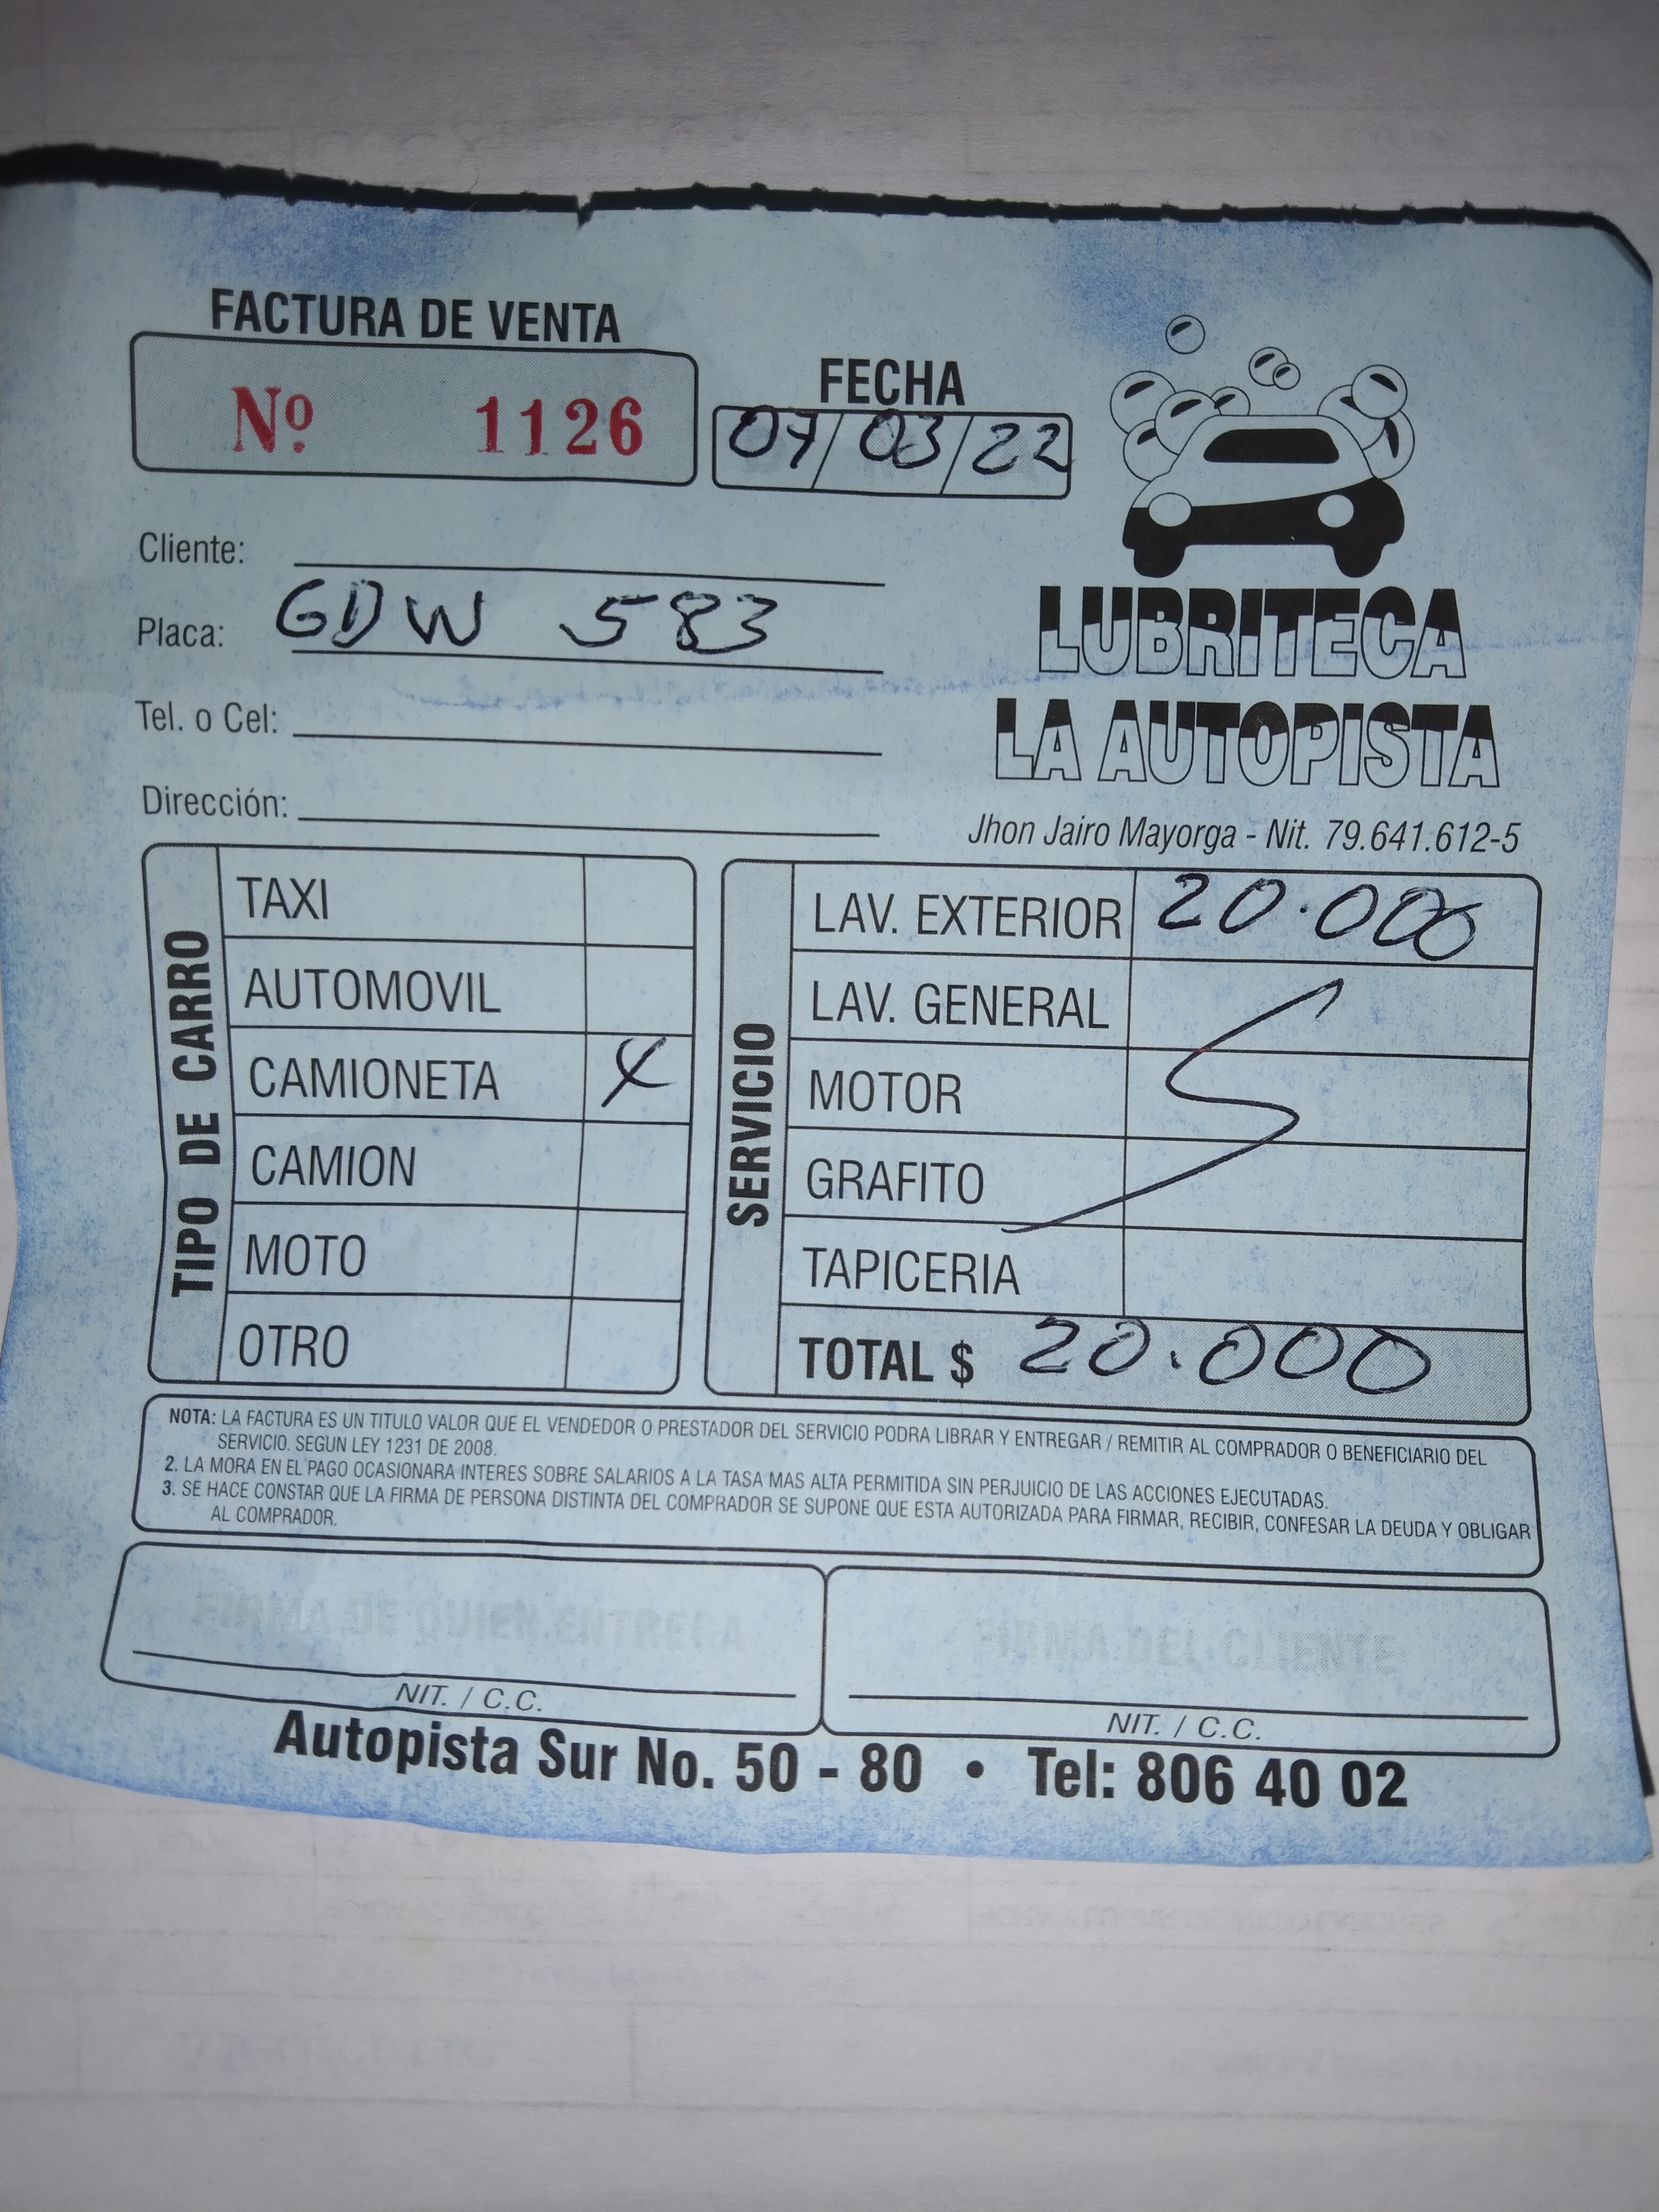 FACTURA DE VENTA
Nº 1126
FECHA
07/03/22
Cliente:
Placa: GDW 583
Tel. o Cel:
Dirección:
LUBRITECA
LA AUTOPISTA
Jhon Jairo Mayorga - Nit. 79.641.612-5
TIPO DE CARRO
TAXI
AUTOMOVIL
CAMIONETA X
CAMION
MOTO
OTRO
SERVICIO
LAV. EXTERIOR 20.000
LAV. GENERAL
MOTOR
GRAFITO
TAPICERIA
TOTAL $ 20.000
NOTA: LA FACTURA ES UN TITULO VALOR QUE EL VENDEDOR O PRESTADOR DEL SERVICIO PODRA LIBRAR Y ENTREGAR / REMITIR AL COMPRADOR O BENEFICIARIO DEL
SERVICIO. SEGUN LEY 1231 DE 2008.
2. LA MORA EN EL PAGO OCASIONARA INTERES SOBRE SALARIOS A LA TASA MAS ALTA PERMITIDA SIN PERJUICIO DE LAS ACCIONES EJECUTADAS.
3. SE HACE CONSTAR QUE LA FIRMA DE PERSONA DISTINTA DEL COMPRADOR SE SUPONE QUE ESTA AUTORIZADA PARA FIRMAR, RECIBIR, CONFESAR LA DEUDA Y OBLIGAR
AL COMPRADOR.
FIRMA DE QUIEN ENTREGA
NIT. / C.C.
FIRMA DEL CLIENTE
NIT. / C.C.
Autopista Sur No. 50 - 80 • Tel: 806 40 02